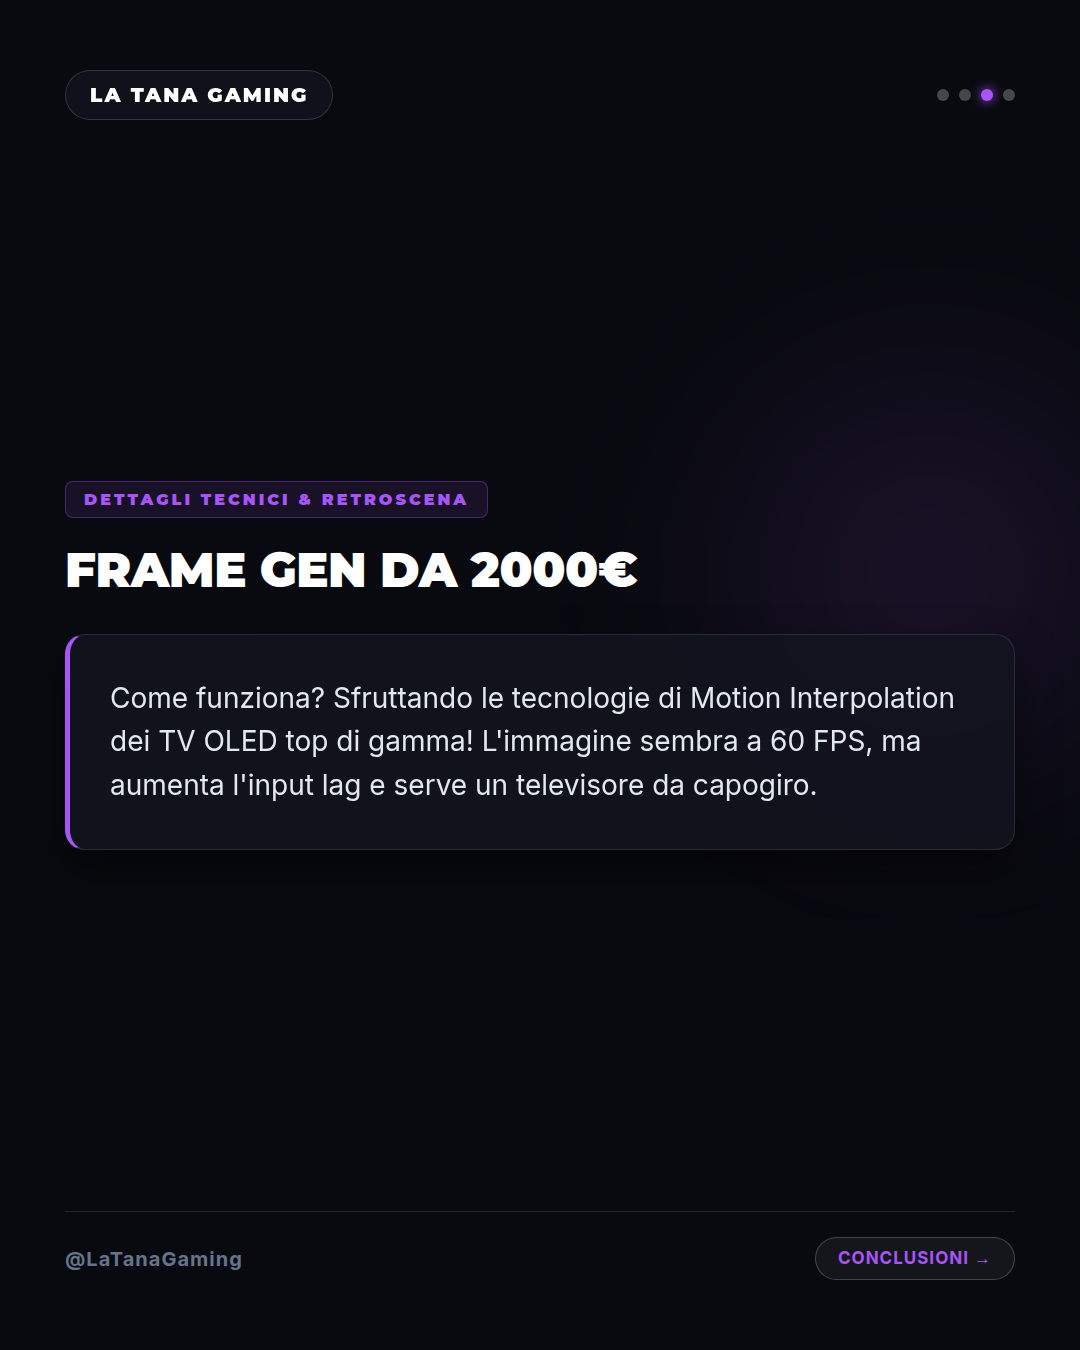 LA TANA GAMING
DETTAGLI TECNICI & RETROSCENA
FRAME GEN DA 2000€
Come funziona? Sfruttando le tecnologie di Motion Interpolation
dei TV OLED top di gamma! L'immagine sembra a 60 FPS, ma
aumenta l'input lag e serve un televisore da capogiro.
@LaTanaGaming
CONCLUSIONI →